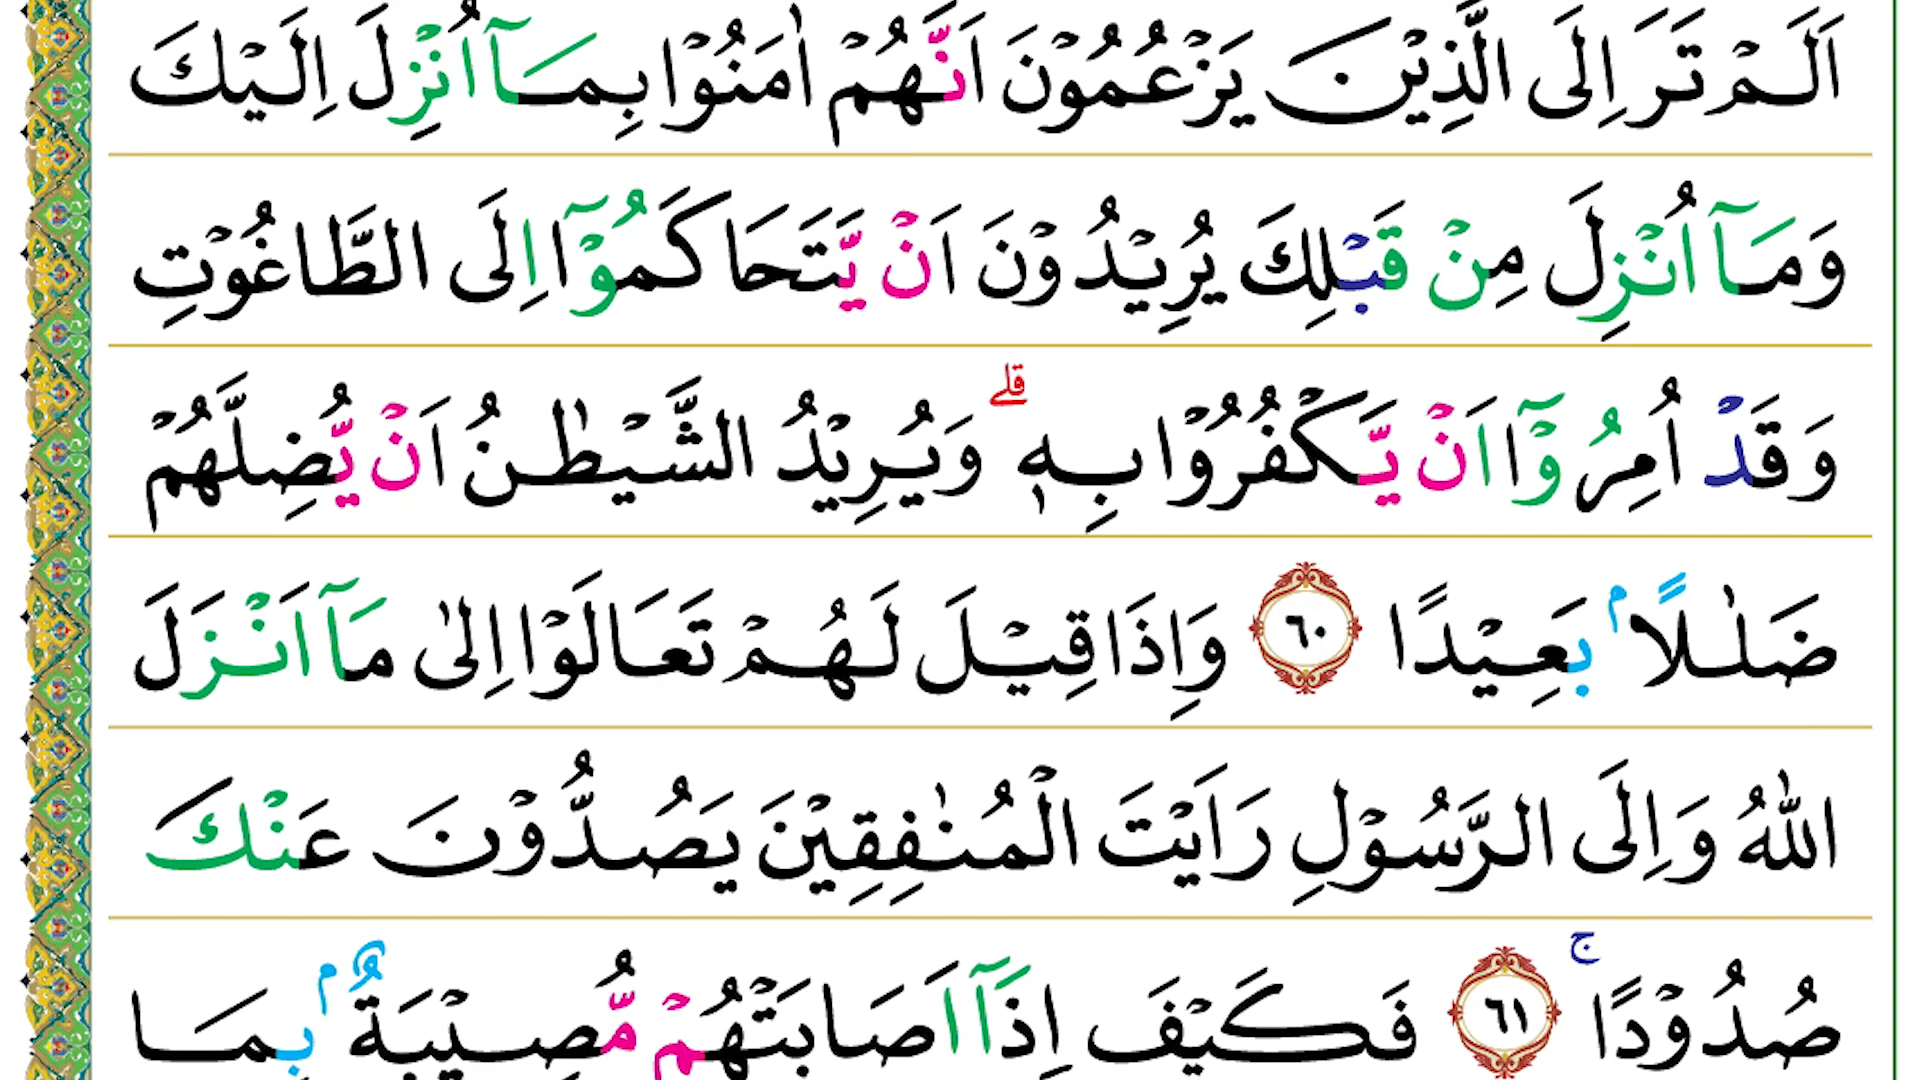 اَلَمْ تَرَ اِلَى الَّذِيْنَ يَزْعُمُوْنَ اَنَّهُمْ اٰمَنُوْا بِمَآ اُنْزِلَ اِلَيْكَ
وَمَآ اُنْزِلَ مِنْ قَبْلِكَ يُرِيْدُوْنَ اَنْ يَّتَحَاكَمُوْٓا اِلَى الطَّاغُوْتِ
وَقَدْ اُمِرُوْٓا اَنْ يَّكْفُرُوْا بِهٖ ۗ وَيُرِيْدُ الشَّيْطٰنُ اَنْ يُّضِلَّهُمْ
ضَلٰلًاۢ بَعِيْدًا ٦٠ وَاِذَا قِيْلَ لَهُمْ تَعَالَوْا اِلٰى مَآ اَنْزَلَ
اللّٰهُ وَاِلَى الرَّسُوْلِ رَاَيْتَ الْمُنٰفِقِيْنَ يَصُدُّوْنَ عَنْكَ
صُدُوْدًا ۚ ٦١ فَكَيْفَ اِذَآ اَصَابَتْهُمْ مُّصِيْبَةٌ ۢ بِمَا